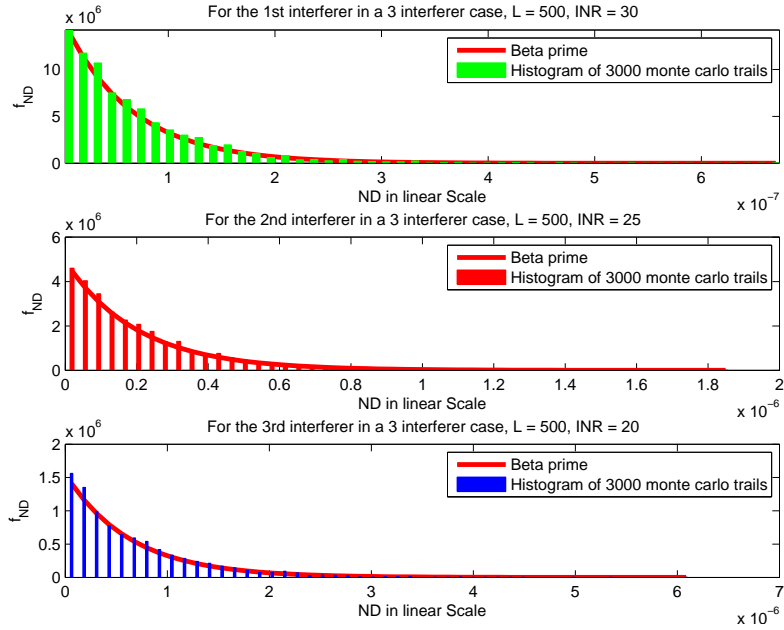 For the 1st interferer in a 3 interferer case, L = 500, INR = 30
x 10^6
10
5
0
f_ND
Beta prime
Histogram of 3000 monte carlo trails
1 2 3 4 5 6
ND in linear Scale
x 10^-7
For the 2nd interferer in a 3 interferer case, L = 500, INR = 25
x 10^6
6
4
2
0
f_ND
Beta prime
Histogram of 3000 monte carlo trails
0 0.2 0.4 0.6 0.8 1.0 1.2 1.4 1.6 1.8 2
ND in linear Scale
x 10^-6
For the 3rd interferer in a 3 interferer case, L = 500, INR = 20
x 10^6
2
1.5
1
0.5
0
f_ND
Beta prime
Histogram of 3000 monte carlo trails
0 1 2 3 4 5 6 7
ND in linear Scale
x 10^-6